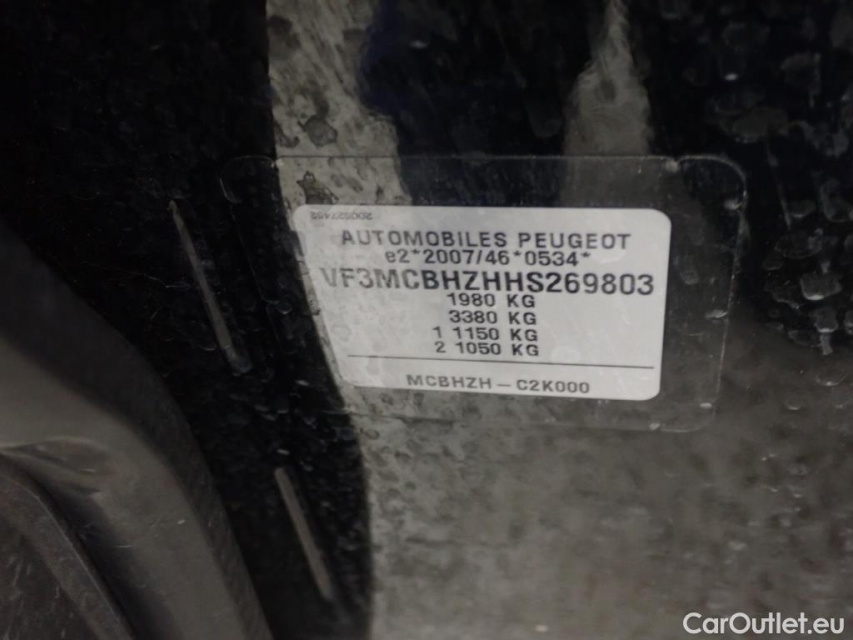 AUTOMOBILES PEUGEOT
e2*2007/46*0534*
VF3MCBHZHHS269803
1980 KG
3380 KG
1 1150 KG
2 1050 KG
MCBHZH - C2K000
CarOutlet.eu